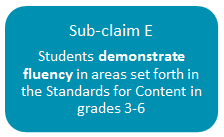 Sub-claim E
Students demonstrate
fluency in areas set forth in
the Standards for Content in
grades 3-6